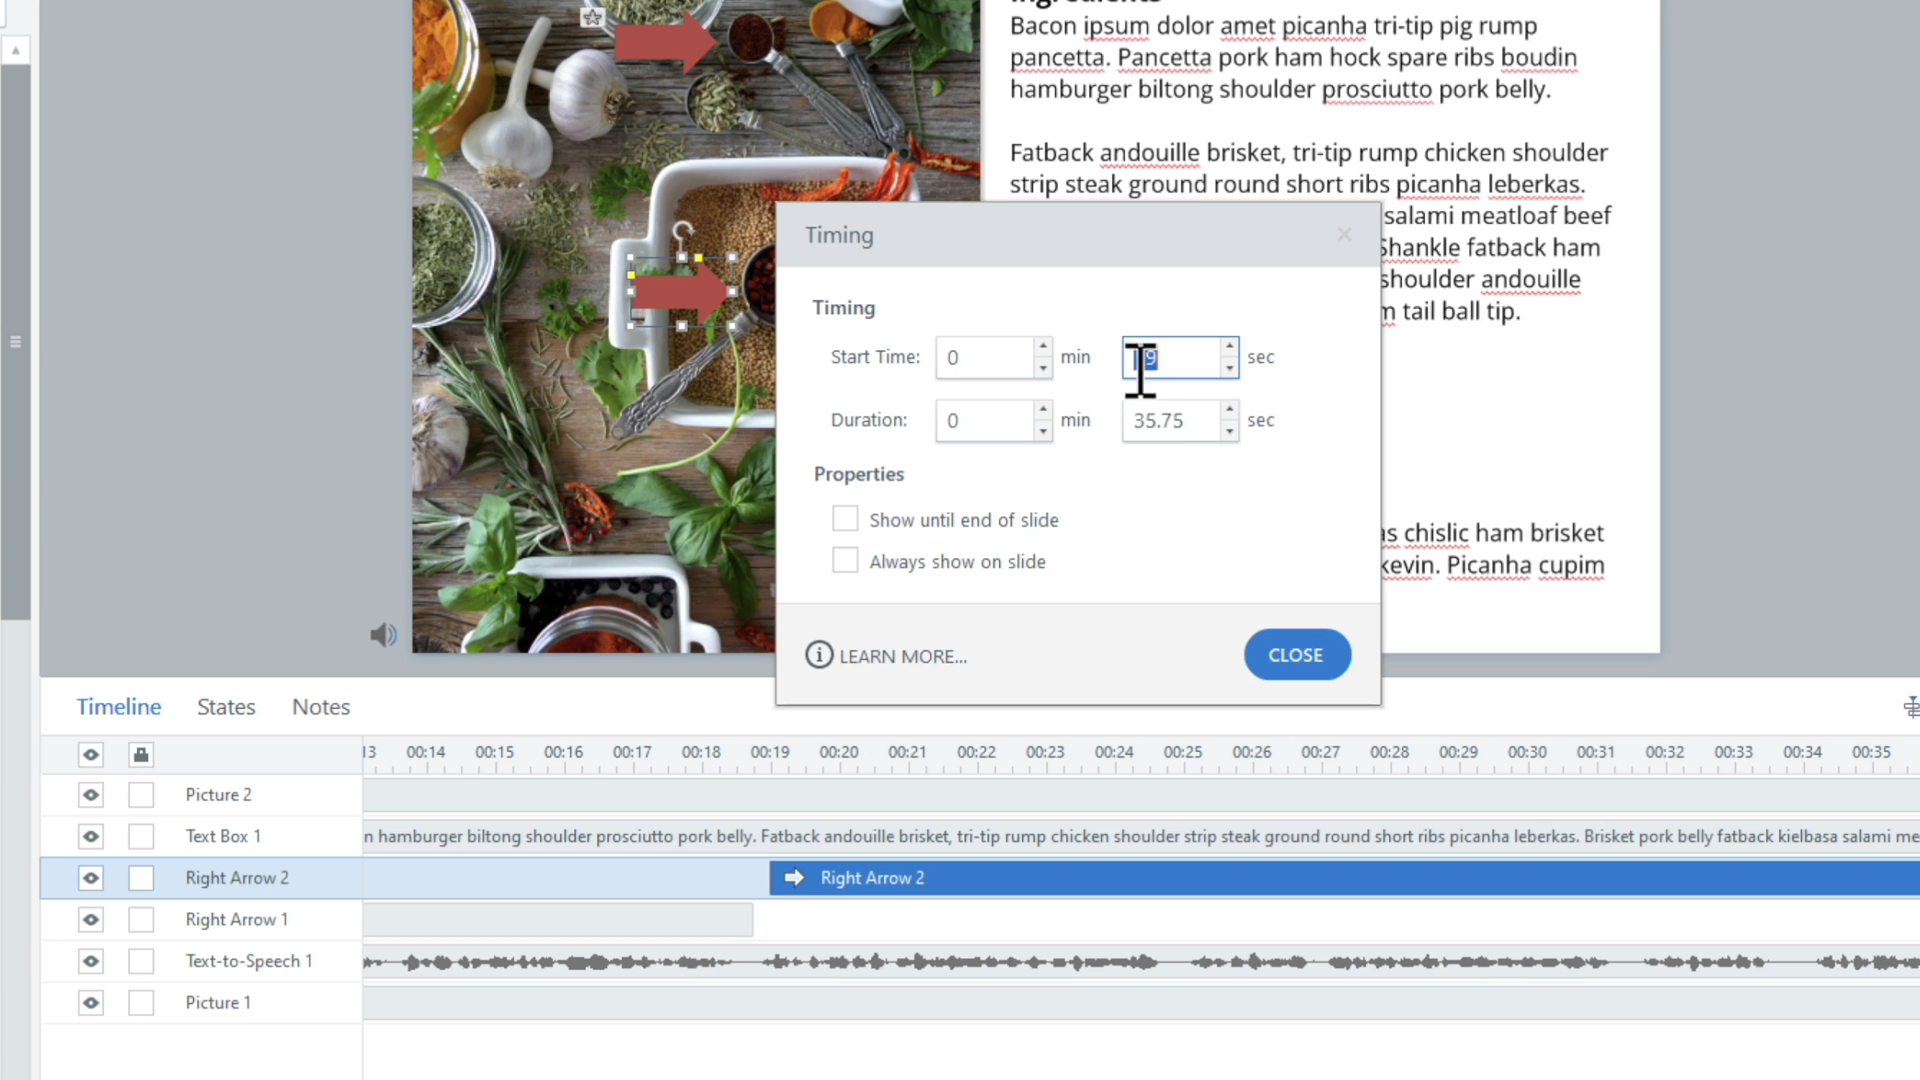 Ingredients
Bacon ipsum dolor amet picanha tri-tip pig rump
pancetta. Pancetta pork ham hock spare ribs boudin
hamburger biltong shoulder prosciutto pork belly.
Fatback andouille brisket, tri-tip rump chicken shoulder
strip steak ground round short ribs picanha leberkas.
salami meatloaf beef
Shankle fatback ham
shoulder andouille
tail ball tip.
chislic ham brisket
kevin. Picanha cupim
Timing
Timing
Start Time: 0 min 19 sec
Duration: 0 min 35.75 sec
Properties
Show until end of slide
Always show on slide
LEARN MORE...
CLOSE
Timeline States Notes
13 00:14 00:15 00:16 00:17 00:18 00:19 00:20 00:21 00:22 00:23 00:24 00:25 00:26 00:27 00:28 00:29 00:30 00:31 00:32 00:33 00:34 00:35
Picture 2
Text Box 1 n hamburger biltong shoulder prosciutto pork belly. Fatback andouille brisket, tri-tip rump chicken shoulder strip steak ground round short ribs picanha leberkas. Brisket pork belly fatback kielbasa salami me
Right Arrow 2 Right Arrow 2
Right Arrow 1
Text-to-Speech 1
Picture 1